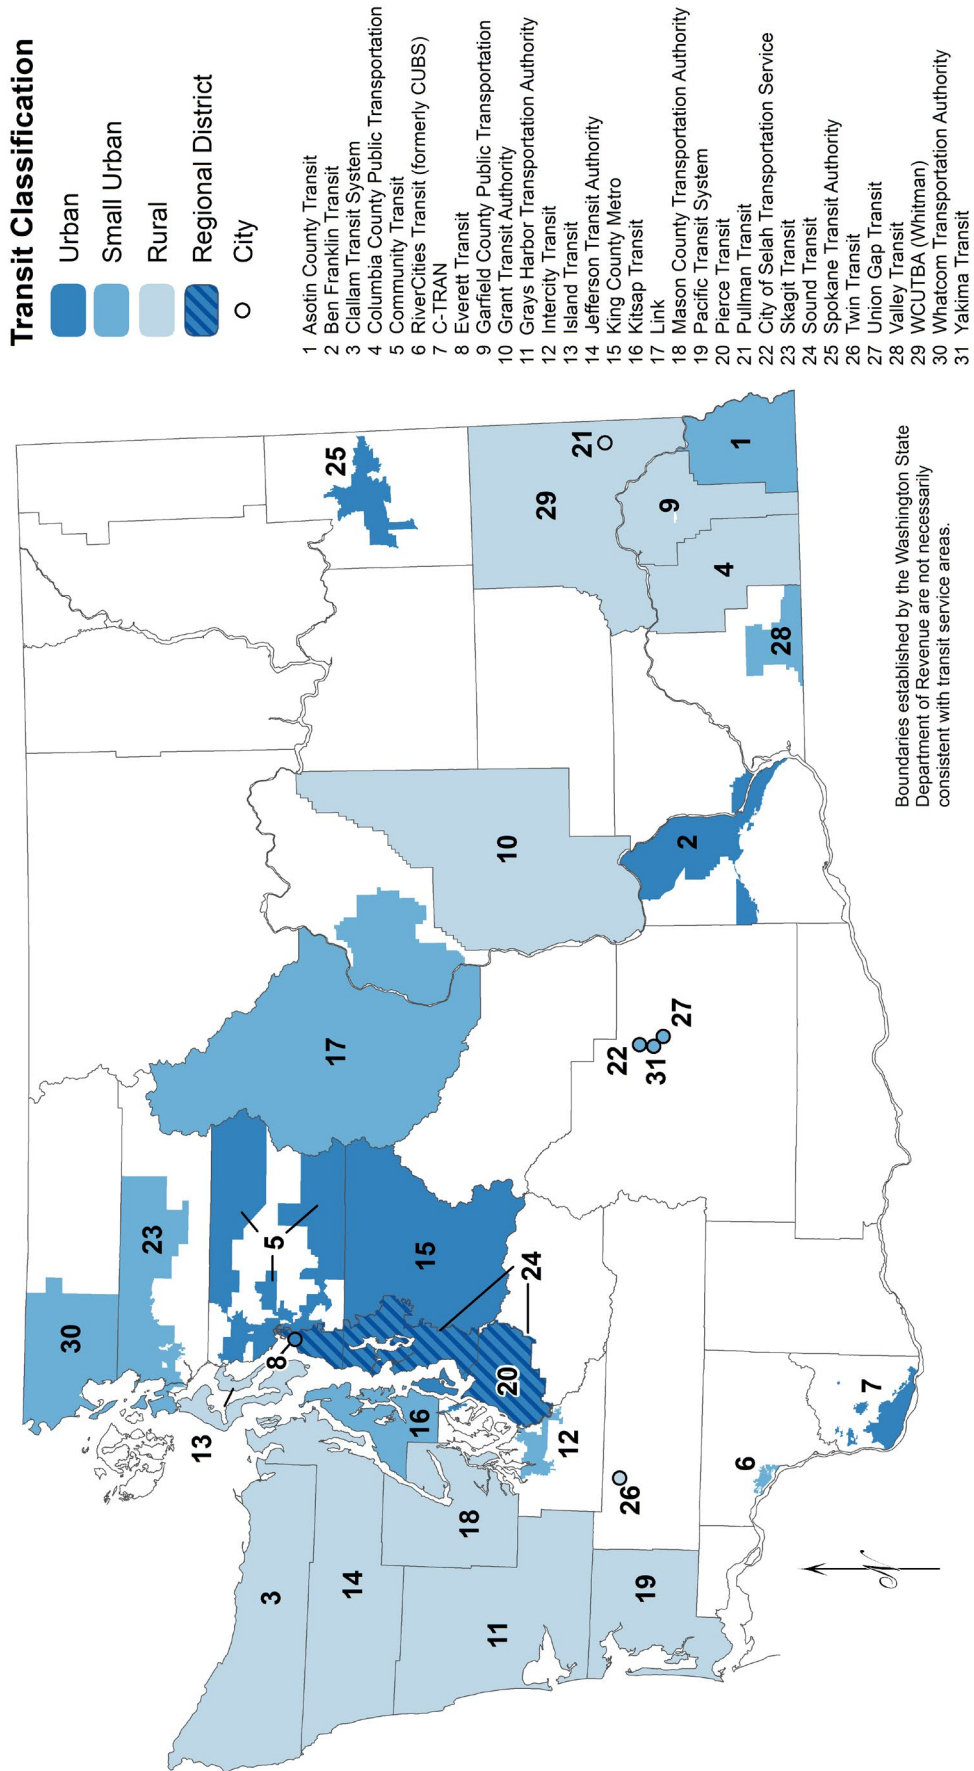 Transit Classification
Urban
Small Urban
Rural
Regional District
City
1 Asotin County Transit
2 Ben Franklin Transit
3 Clallam Transit System
4 Columbia County Public Transportation
5 Community Transit
6 RiverCities Transit (formerly CUBS)
7 C-TRAN
8 Everett Transit
9 Garfield County Public Transportation
10 Grant Transit Authority
11 Grays Harbor Transportation Authority
12 Intercity Transit
13 Island Transit
14 Jefferson Transit Authority
15 King County Metro
16 Kitsap Transit
17 Link
18 Mason County Transportation Authority
19 Pacific Transit System
20 Pierce Transit
21 Pullman Transit
22 City of Selah Transportation Service
23 Skagit Transit
24 Sound Transit
25 Spokane Transit Authority
26 Twin Transit
27 Union Gap Transit
28 Valley Transit
29 WCUTBA (Whitman)
30 Whatcom Transportation Authority
31 Yakima Transit
30
23
25
13
8
5
3
17
14
16
15
18
20
24
10
29
21
11
12
26
19
22
31
27
2
9
1
4
28
6
7
N
Boundaries established by the Washington State
Department of Revenue are not necessarily
consistent with transit service areas.